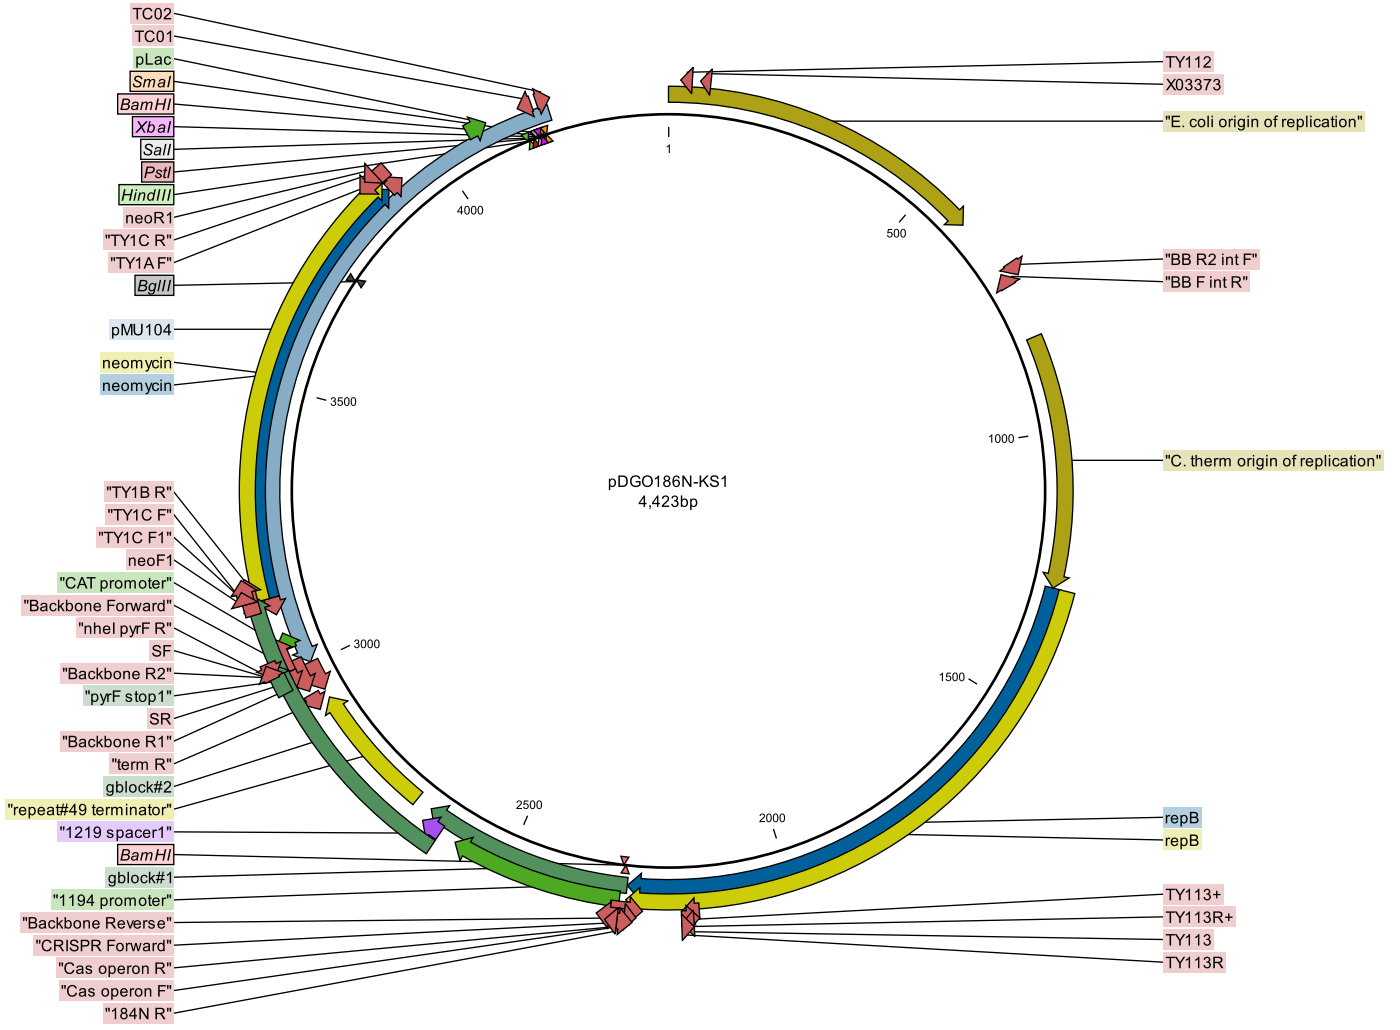 TC02
TC01
pLac
SmaI
BamHI
XbaI
SalI
PstI
HindIII
neoR1
"TY1C R"
"TY1A F"
BglII
pMU104
neomycin
neomycin
"TY1B R"
"TY1C F"
"TY1C F1"
neoF1
"CAT promoter"
"Backbone Forward"
"nheI pyrF R"
SF
"Backbone R2"
"pyrF stop1"
SR
"Backbone R1"
"term R"
gblock#2
"repeat#49 terminator"
"1219 spacer1"
BamHI
gblock#1
"1194 promoter"
"Backbone Reverse"
"CRISPR Forward"
"Cas operon R"
"Cas operon F"
"184N R"
1
500
1000
1500
2000
2500
3000
3500
4000
pDGO186N-KS1
4,423bp
TY112
X03373
"E. coli origin of replication"
"BB R2 int F"
"BB F int R"
"C. therm origin of replication"
repB
repB
TY113+
TY113R+
TY113
TY113R